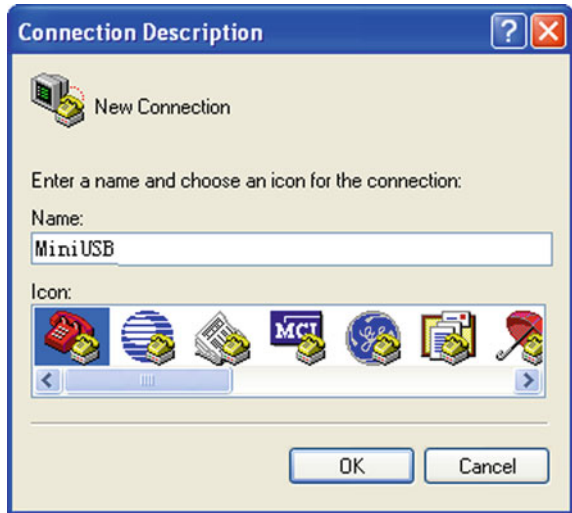 Connection Description
New Connection
Enter a name and choose an icon for the connection:
Name:
MiniUSB
Icon:
MCI
OK
Cancel